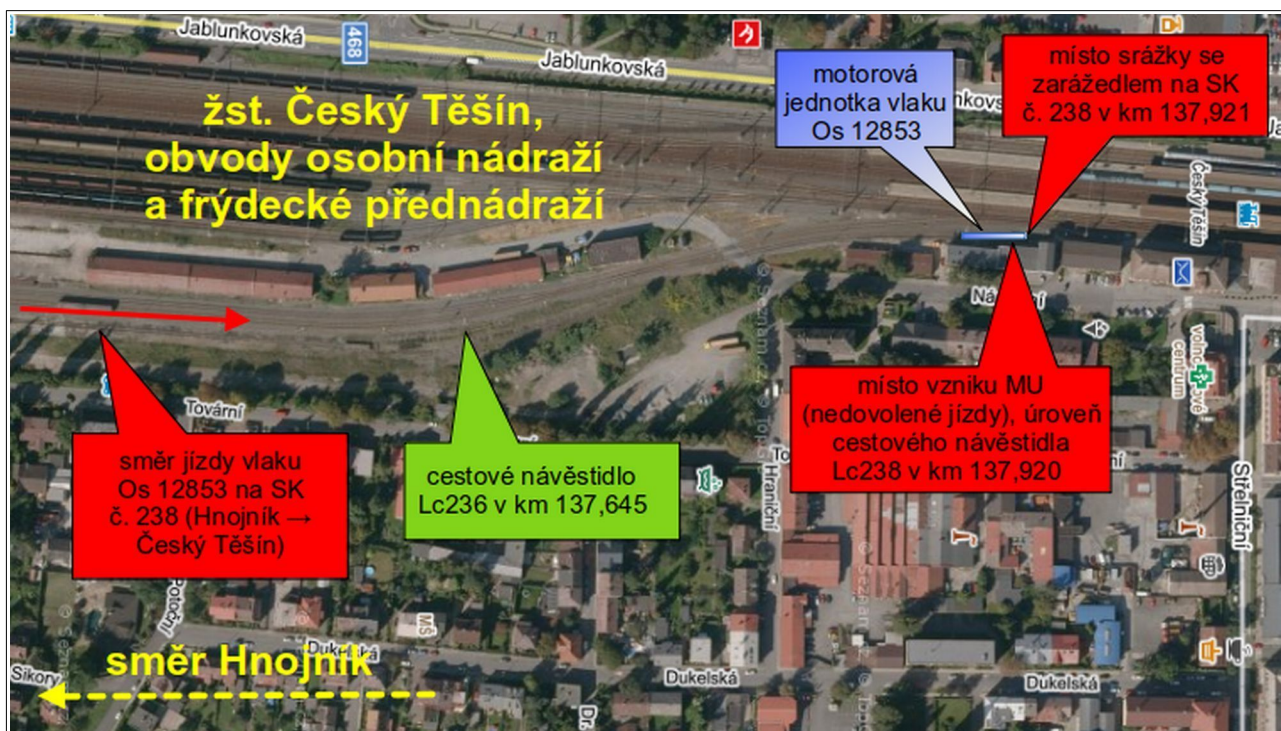 Jablunkovská
468
Jablunkovská
žst. Český Těšín,
obvody osobní nádraží
a frýdecké přednádraží
motorová
jednotka vlaku
Os 12853
místo srážky se
zarážedlem na SK
č. 238 v km 137,921
Český Těšín
směr jízdy vlaku
Os 12853 na SK
č. 238 (Hnojník →
Český Těšín)
cestové návěstidlo
Lc236 v km 137,645
místo vzniku MU
(nedovolené jízdy), úroveň
cestového návěstidla
Lc238 v km 137,920
Tovární
Hraniční
Střelniční
MŠ
Dukelská
směr Hnojník
Sikory
Dukelská
Dr.
Dukelská